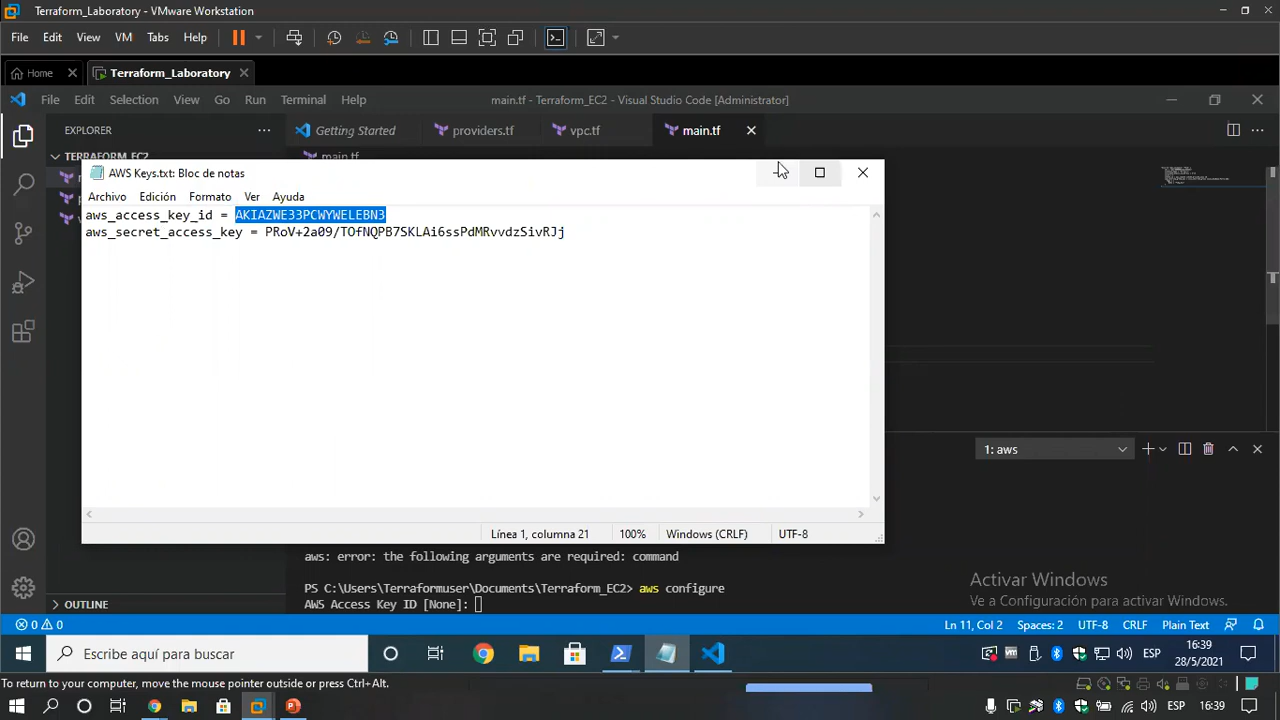 Terraform_Laboratory - VMware Workstation
File Edit View VM Tabs Help
Home Terraform_Laboratory
File Edit Selection View Go Run Terminal Help main.tf - Terraform_EC2 - Visual Studio Code [Administrator]
EXPLORER Getting Started providers.tf vpc.tf main.tf
TERRAFORM_EC2 main.tf
AWS Keys.txt: Bloc de notas
Archivo Edición Formato Ver Ayuda
aws_access_key_id = AKIAZWE33PCWYWELEBN3
aws_secret_access_key = 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
1: aws
Línea 1, columna 21 100% Windows (CRLF) UTF-8
aws: error: the following arguments are required: command
PS C:\Users\Terraformuser\Documents\Terraform_EC2> aws configure
AWS Access Key ID [None]:
Activar Windows
Ve a Configuración para activar Windows.
OUTLINE
0 0 Ln 11, Col 2 Spaces: 2 UTF-8 CRLF Plain Text
Escribe aquí para buscar
ESP 16:39
28/5/2021
To return to your computer, move the mouse pointer outside or press Ctrl+Alt.
ESP 16:39